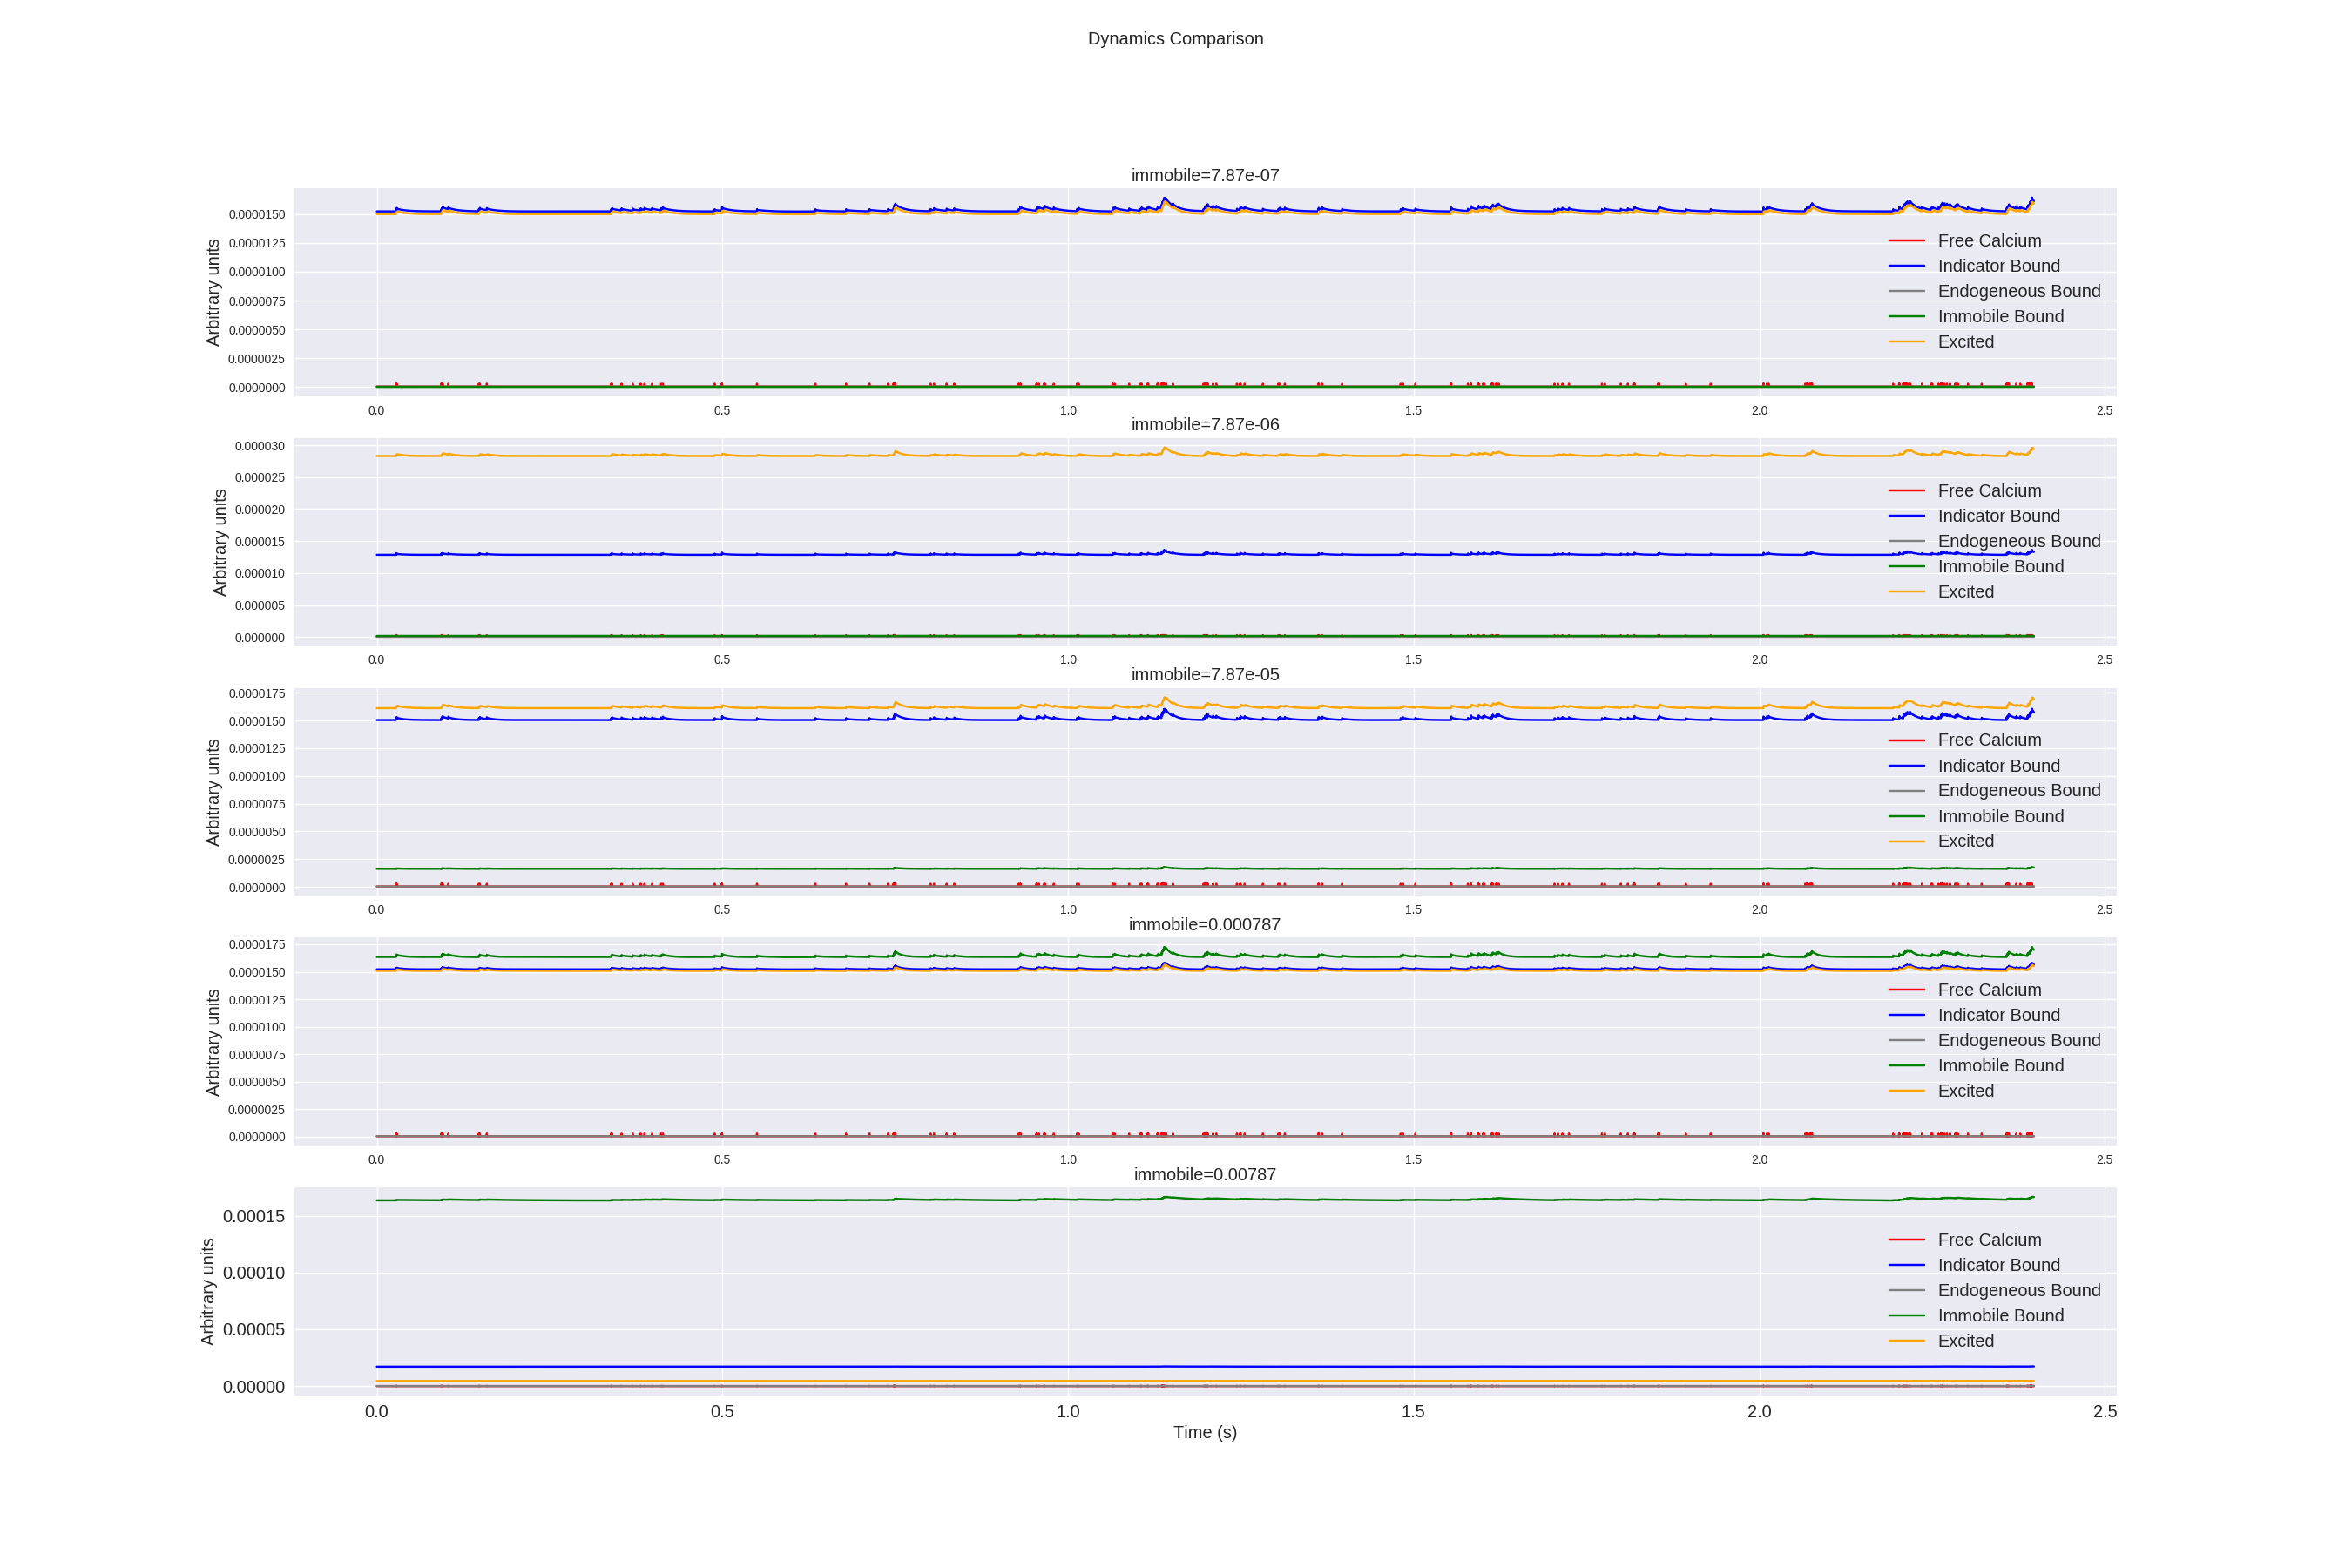 Dynamics Comparison
immobile=7.87e-07
Arbitrary units
0.0000150
0.0000125
0.0000100
0.0000075
0.0000050
0.0000025
0.0000000
Free Calcium
Indicator Bound
Endogeneous Bound
Immobile Bound
Excited
0.0 0.5 1.0 1.5 2.0 2.5
immobile=7.87e-06
Arbitrary units
0.000030
0.000025
0.000020
0.000015
0.000010
0.000005
0.000000
Free Calcium
Indicator Bound
Endogeneous Bound
Immobile Bound
Excited
0.0 0.5 1.0 1.5 2.0 2.5
immobile=7.87e-05
Arbitrary units
0.0000175
0.0000150
0.0000125
0.0000100
0.0000075
0.0000050
0.0000025
0.0000000
Free Calcium
Indicator Bound
Endogeneous Bound
Immobile Bound
Excited
0.0 0.5 1.0 1.5 2.0 2.5
immobile=0.000787
Arbitrary units
0.0000175
0.0000150
0.0000125
0.0000100
0.0000075
0.0000050
0.0000025
0.0000000
Free Calcium
Indicator Bound
Endogeneous Bound
Immobile Bound
Excited
0.0 0.5 1.0 1.5 2.0 2.5
immobile=0.00787
Arbitrary units
0.00015
0.00010
0.00005
0.00000
Free Calcium
Indicator Bound
Endogeneous Bound
Immobile Bound
Excited
0.0 0.5 1.0 1.5 2.0 2.5
Time (s)